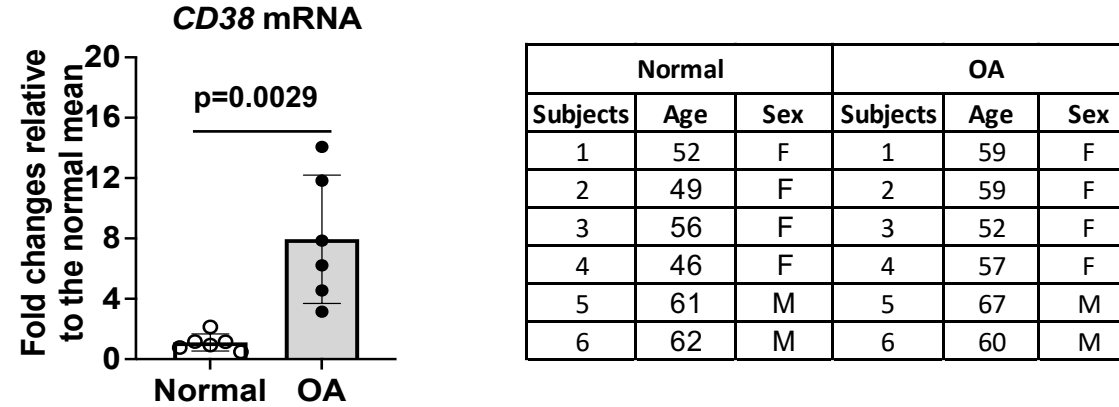 CD38 mRNA
Fold changes relative
to the normal mean
20
16
12
8
4
0
p=0.0029
Normal OA
Normal OA
Subjects Age Sex Subjects Age Sex
1 52 F 1 59 F
2 49 F 2 59 F
3 56 F 3 52 F
4 46 F 4 57 F
5 61 M 5 67 M
6 62 M 6 60 M